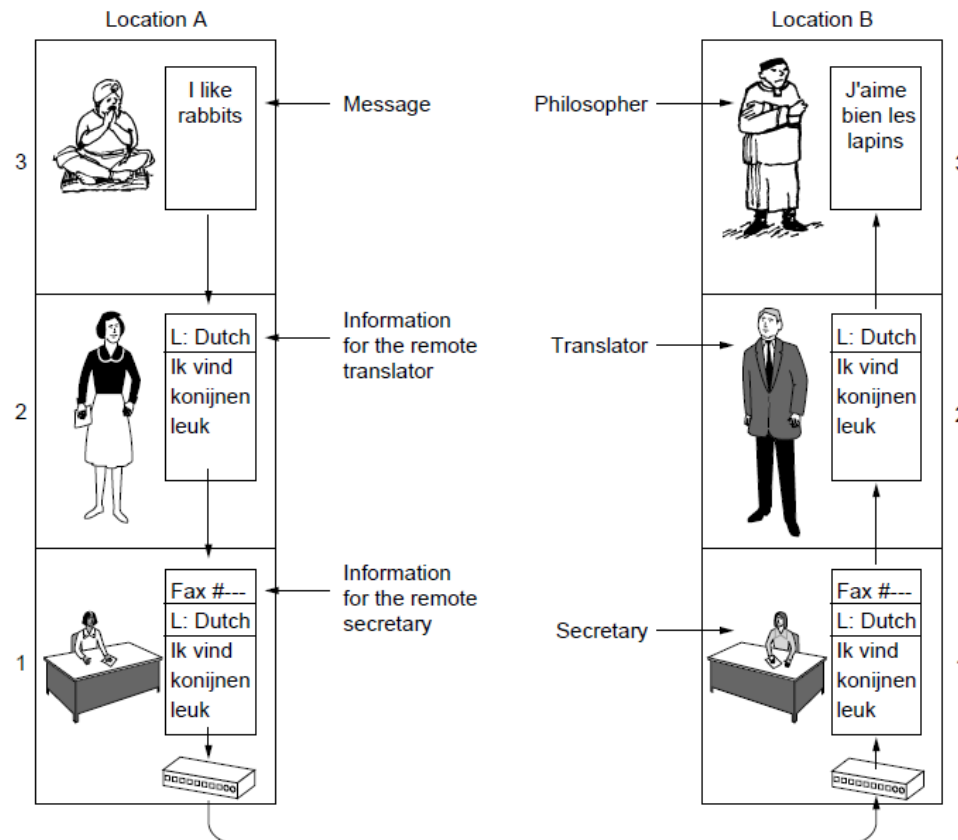 Location A
Location B
I like
rabbits
Message
Philosopher
J'aime
bien les
lapins
3
3
L: Dutch
Ik vind
konijnen
leuk
Information
for the remote
translator
Translator
L: Dutch
Ik vind
konijnen
leuk
2
2
Fax #---
L: Dutch
Ik vind
konijnen
leuk
Information
for the remote
secretary
Secretary
Fax #---
L: Dutch
Ik vind
konijnen
leuk
1